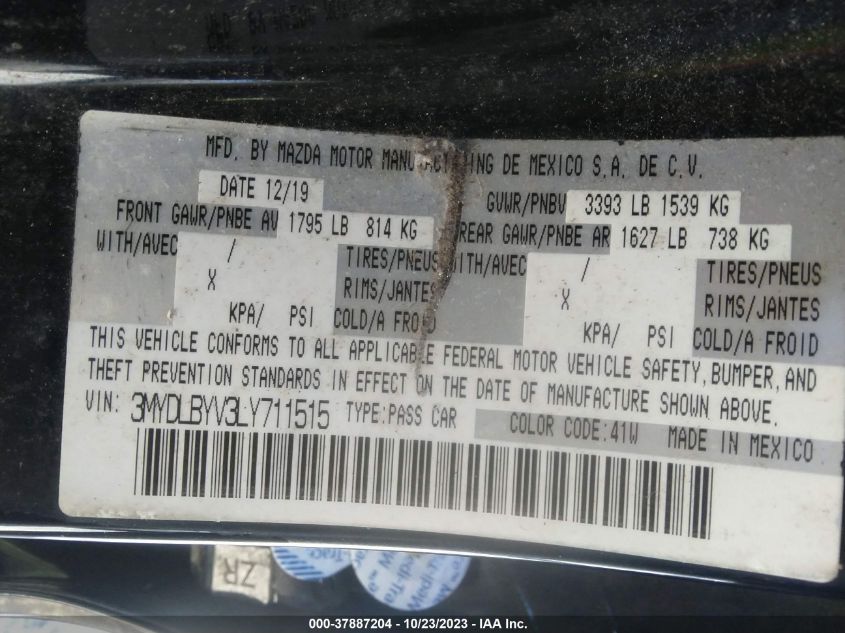 MFD. BY MAZDA MOTOR MANUFACTURING DE MEXICO S.A. DE C.V.
DATE 12/19 GVWR/PNBV 3393 LB 1539 KG
FRONT GAWR/PNBE AV 1795 LB 814 KG REAR GAWR/PNBE AR 1627 LB 738 KG
WITH/AVEC / TIRES/PNEUS WITH/AVEC / TIRES/PNEUS
X RIMS/JANTES X RIMS/JANTES
KPA/ PSI COLD/A FROID KPA/ PSI COLD/A FROID
THIS VEHICLE CONFORMS TO ALL APPLICABLE FEDERAL MOTOR VEHICLE SAFETY, BUMPER, AND
THEFT PREVENTION STANDARDS IN EFFECT ON THE DATE OF MANUFACTURE SHOWN ABOVE.
VIN: 3MYDLBYV3LY711515 TYPE:PASS CAR COLOR CODE:41W MADE IN MEXICO
ZR
000-37887204 - 10/23/2023 - IAA Inc.